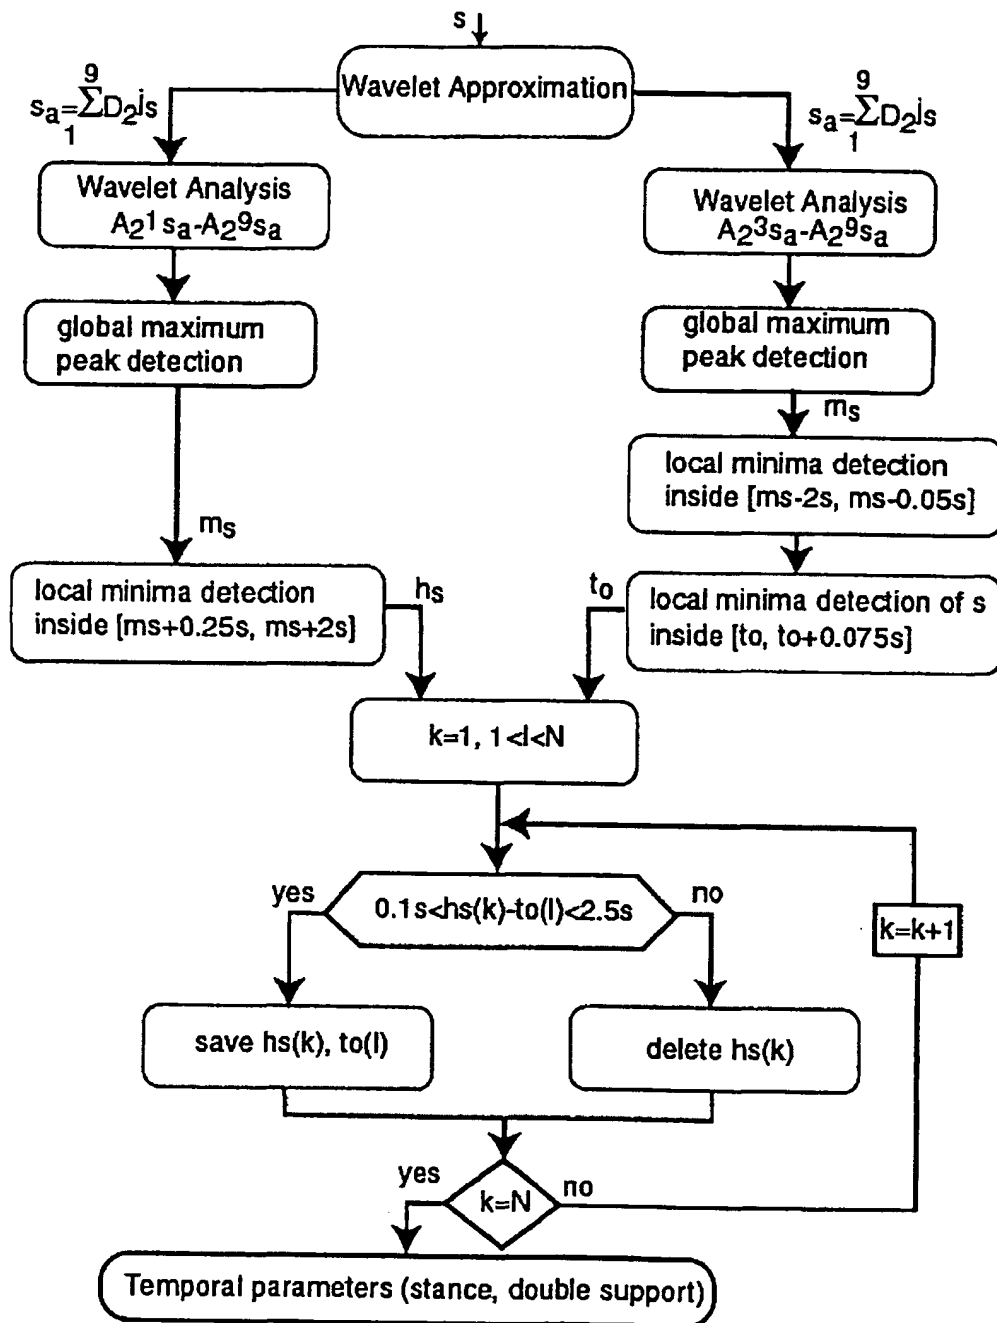 s
Wavelet Approximation
9
sa=ΣD2js
1
9
sa=ΣD2js
1
Wavelet Analysis
A2¹sa-A2⁹sa
Wavelet Analysis
A2³sa-A2⁹sa
global maximum
peak detection
global maximum
peak detection
ms
local minima detection
inside [ms-2s, ms-0.05s]
ms
local minima detection
inside [ms+0.25s, ms+2s]
hs
to
local minima detection of s
inside [to, to+0.075s]
k=1, 1<l<N
yes
0.1s<hs(k)-to(l)<2.5s
no
k=k+1
save hs(k), to(l)
delete hs(k)
yes
k=N
no
Temporal parameters (stance, double support)